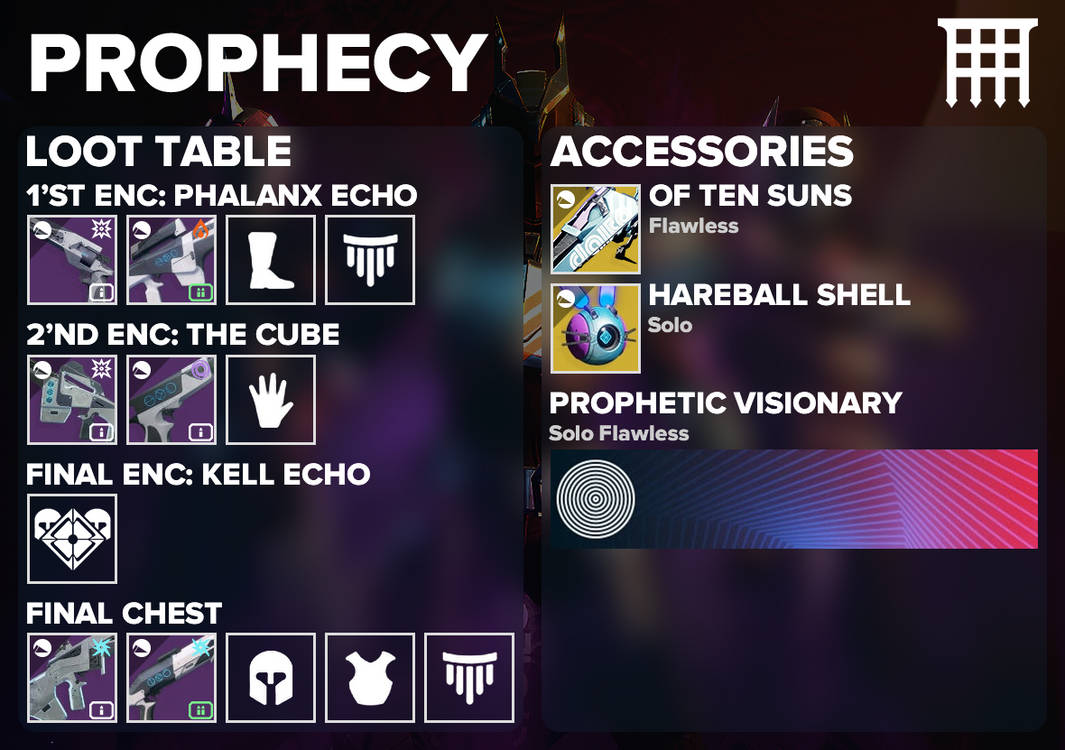 PROPHECY
LOOT TABLE
1'ST ENC: PHALANX ECHO
2'ND ENC: THE CUBE
FINAL ENC: KELL ECHO
FINAL CHEST
ACCESSORIES
OF TEN SUNS
Flawless
HAREBALL SHELL
Solo
PROPHETIC VISIONARY
Solo Flawless